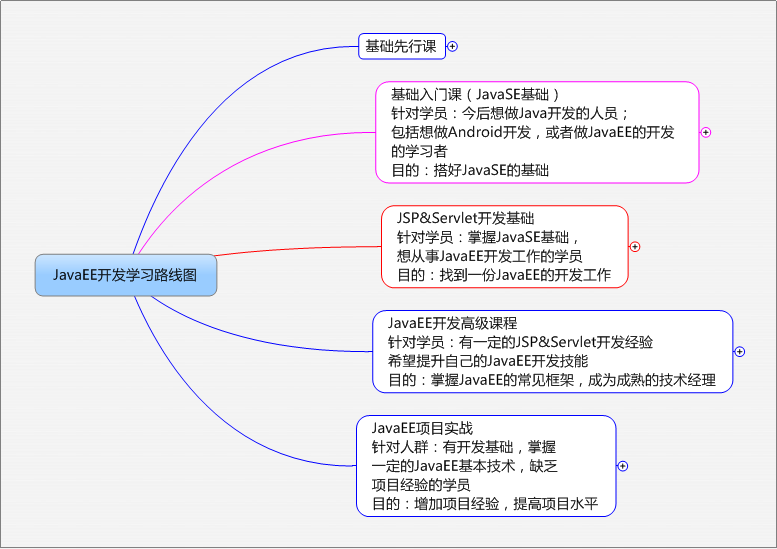 基础先行课
基础入门课（JavaSE基础）
针对学员：今后想做Java开发的人员；
包括想做Android开发，或者做JavaEE的开发
的学习者
目的：搭好JavaSE的基础
JSP&Servlet开发基础
针对学员：掌握JavaSE基础，
想从事JavaEE开发工作的学员
目的：找到一份JavaEE的开发工作
JavaEE开发学习路线图
JavaEE开发高级课程
针对学员：有一定的JSP&Servlet开发经验
希望提升自己的JavaEE开发技能
目的：掌握JavaEE的常见框架，成为成熟的技术经理
JavaEE项目实战
针对人群：有开发基础，掌握
一定的JavaEE基本技术，缺乏
项目经验的学员
目的：增加项目经验，提高项目水平